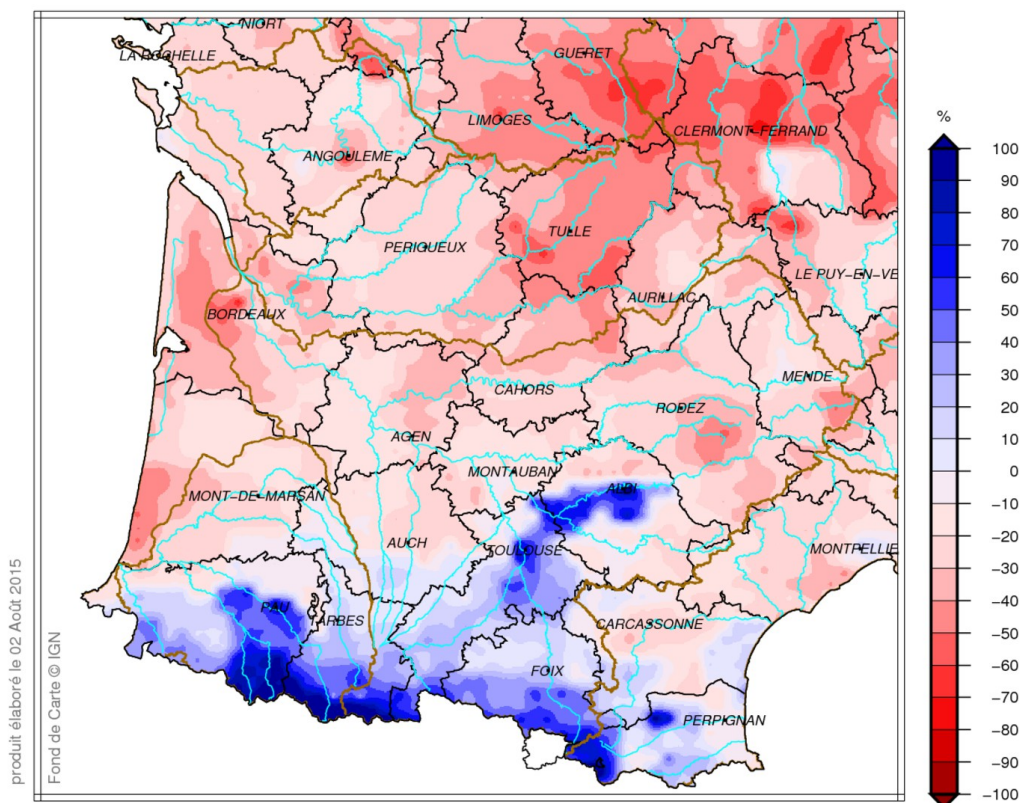 NIORT
LA ROCHELLE
GUERET
%
LIMOGES
CLERMONT-FERRAND
ANGOULEME
PERIGUEUX
TULLE
LE PUY-EN-VE
AURILLAC
BORDEAUX
MENDE
CAHORS
RODEZ
AGEN
MONTAUBAN
ALBI
MONT-DE-MARSAN
AUCH
TOULOUSE
MONTPELLIE
PAU
TARBES
CARCASSONNE
FOIX
PERPIGNAN
100
90
80
70
60
50
40
30
20
10
0
-10
-20
-30
-40
-50
-60
-70
-80
-90
-100
produit élaboré le 02 Août 2015
Fond de Carte © IGN